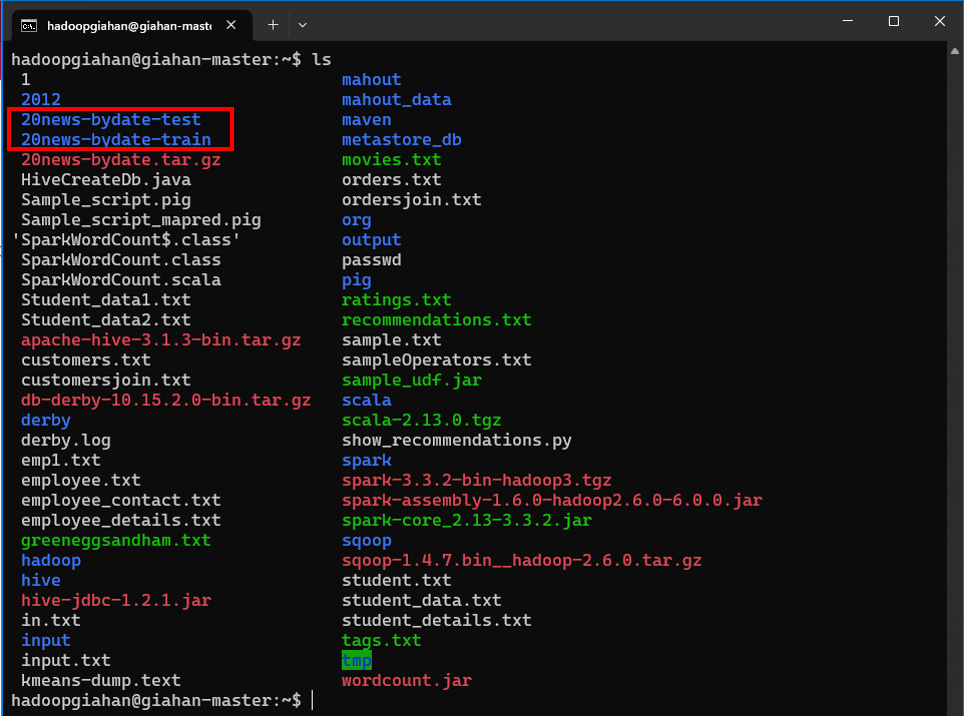 hadoopgiahan@giahan-mast
hadoopgiahan@giahan-master:~$ ls
1 mahout
2012 mahout_data
20news-bydate-test maven
20news-bydate-train metastore_db
20news-bydate.tar.gz movies.txt
HiveCreateDb.java orders.txt
Sample_script.pig ordersjoin.txt
Sample_script_mapred.pig org
'SparkWordCount$.class' output
SparkWordCount.class passwd
SparkWordCount.scala pig
Student_data1.txt ratings.txt
Student_data2.txt recommendations.txt
apache-hive-3.1.3-bin.tar.gz sample.txt
customers.txt sampleOperators.txt
customersjoin.txt sample_udf.jar
db-derby-10.15.2.0-bin.tar.gz scala
derby scala-2.13.0.tgz
derby.log show_recommendations.py
emp1.txt spark
employee.txt spark-3.3.2-bin-hadoop3.tgz
employee_contact.txt spark-assembly-1.6.0-hadoop2.6.0-6.0.0.jar
employee_details.txt spark-core_2.13-3.3.2.jar
greeneggsandham.txt sqoop
hadoop sqoop-1.4.7.bin__hadoop-2.6.0.tar.gz
hive student.txt
hive-jdbc-1.2.1.jar student_data.txt
in.txt student_details.txt
input tags.txt
input.txt tmp
kmeans-dump.text wordcount.jar
hadoopgiahan@giahan-master:~$